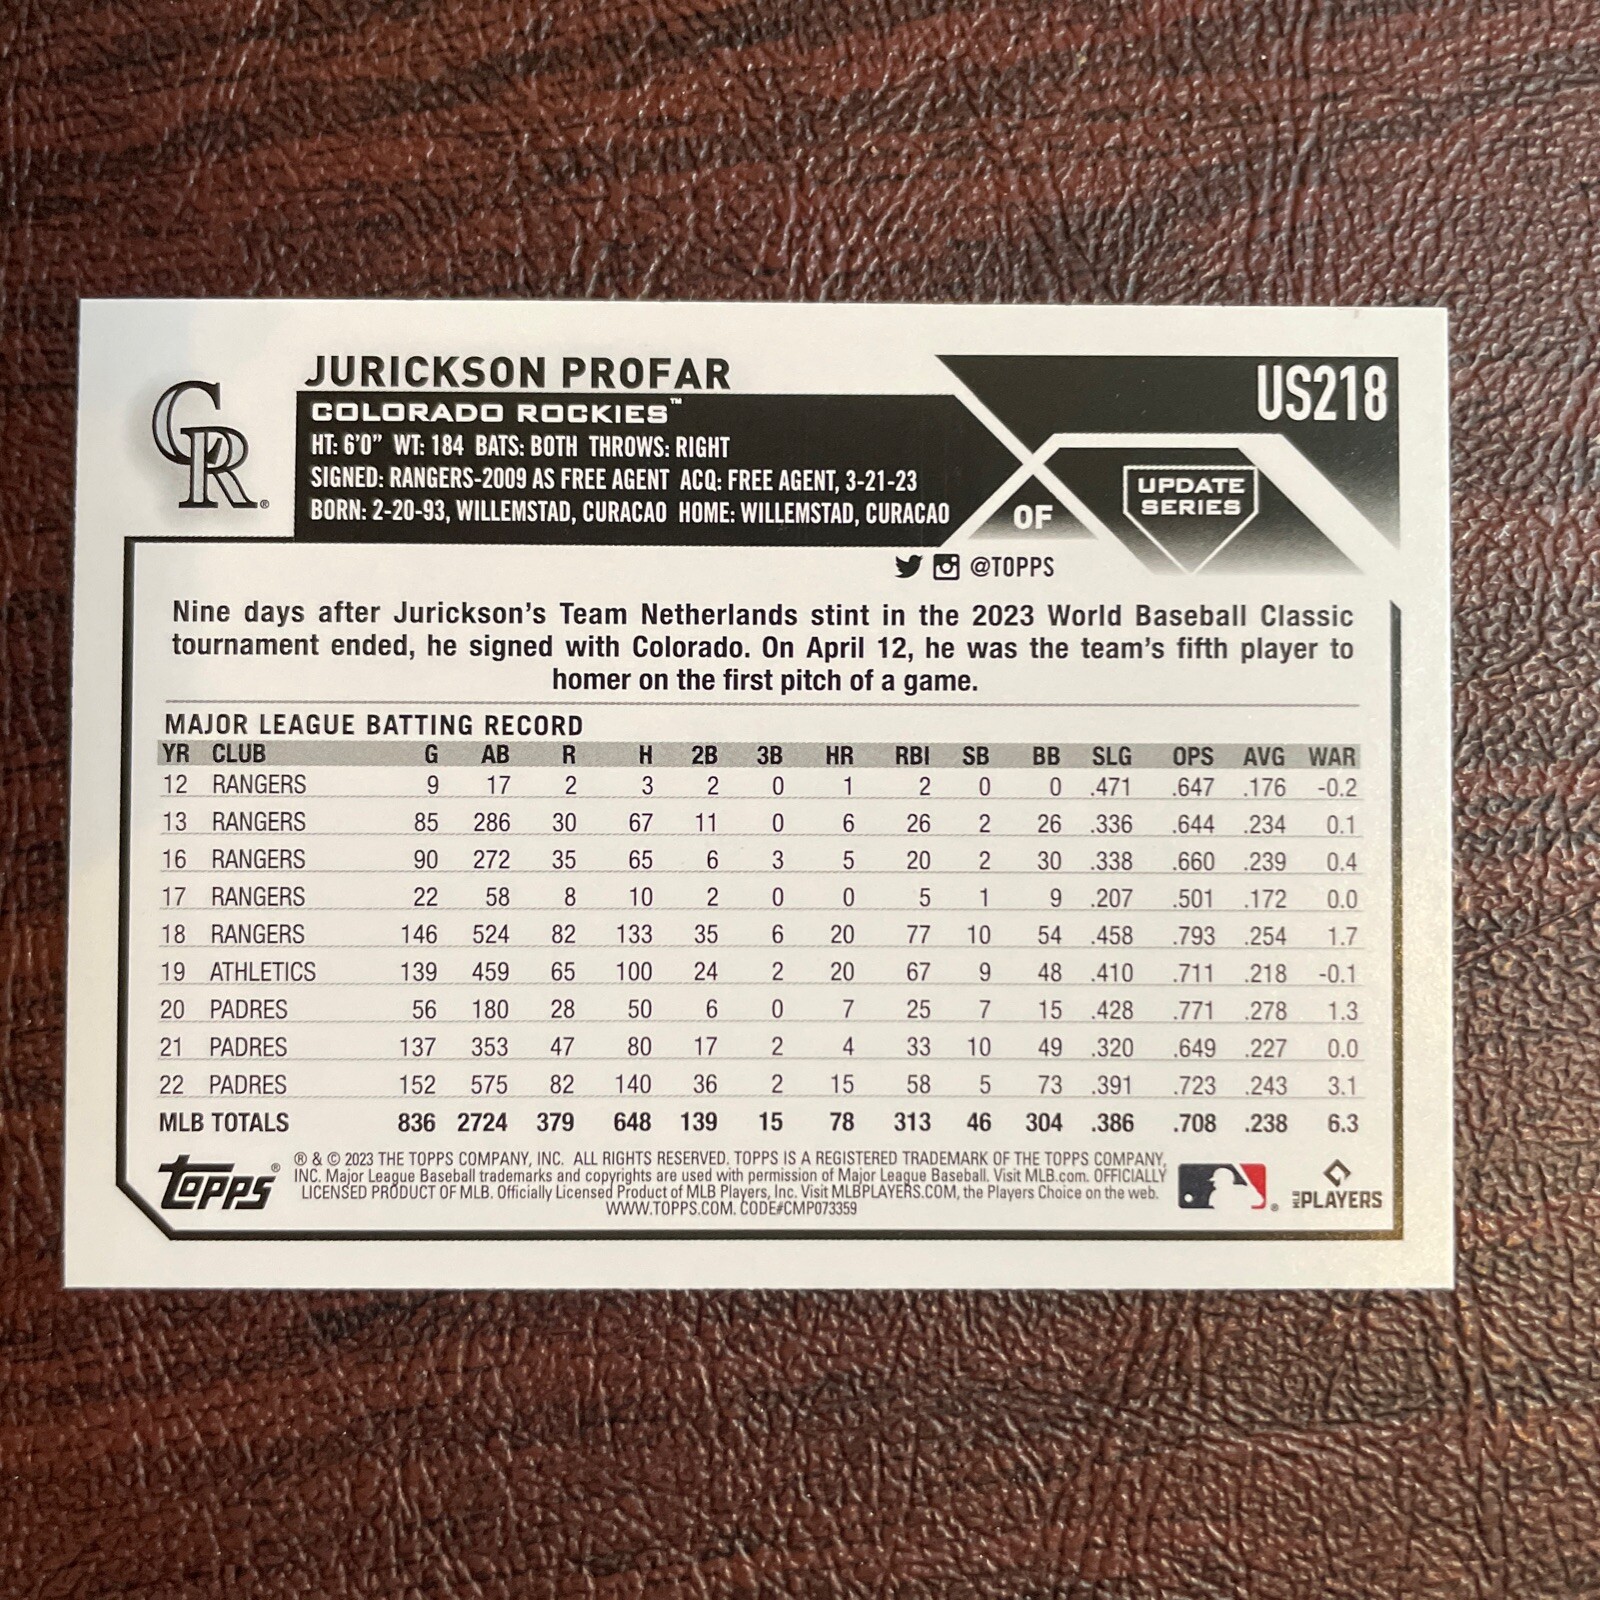 JURICKSON PROFAR
US218
COLORADO ROCKIES™
HT: 6'0" WT: 184 BATS: BOTH THROWS: RIGHT
SIGNED: RANGERS-2009 AS FREE AGENT ACQ: FREE AGENT, 3-21-23
BORN: 2-20-93, WILLEMSTAD, CURACAO HOME: WILLEMSTAD, CURACAO
OF
UPDATE
SERIES
CR®
@TOPPS
Nine days after Jurickson's Team Netherlands stint in the 2023 World Baseball Classic
tournament ended, he signed with Colorado. On April 12, he was the team's fifth player to
homer on the first pitch of a game.
MAJOR LEAGUE BATTING RECORD
YR CLUB G AB R H 2B 3B HR RBI SB BB SLG OPS AVG WAR
12 RANGERS 9 17 2 3 2 0 1 2 0 0 .471 .647 .176 -0.2
13 RANGERS 85 286 30 67 11 0 6 26 2 26 .336 .644 .234 0.1
16 RANGERS 90 272 35 65 6 3 5 20 2 30 .338 .660 .239 0.4
17 RANGERS 22 58 8 10 2 0 0 5 1 9 .207 .501 .172 0.0
18 RANGERS 146 524 82 133 35 6 20 77 10 54 .458 .793 .254 1.7
19 ATHLETICS 139 459 65 100 24 2 20 67 9 48 .410 .711 .218 -0.1
20 PADRES 56 180 28 50 6 0 7 25 7 15 .428 .771 .278 1.3
21 PADRES 137 353 47 80 17 2 4 33 10 49 .320 .649 .227 0.0
22 PADRES 152 575 82 140 36 2 15 58 5 73 .391 .723 .243 3.1
MLB TOTALS 836 2724 379 648 139 15 78 313 46 304 .386 .708 .238 6.3
topps®
® & © 2023 THE TOPPS COMPANY, INC. ALL RIGHTS RESERVED. TOPPS IS A REGISTERED TRADEMARK OF THE TOPPS COMPANY,
INC. Major League Baseball trademarks and copyrights are used with permission of Major League Baseball. Visit MLB.com. OFFICIALLY
LICENSED PRODUCT OF MLB. Officially Licensed Product of MLB Players, Inc. Visit MLBPLAYERS.COM, the Players Choice on the web.
WWW.TOPPS.COM. CODE#CMP073359
MLB PLAYERS